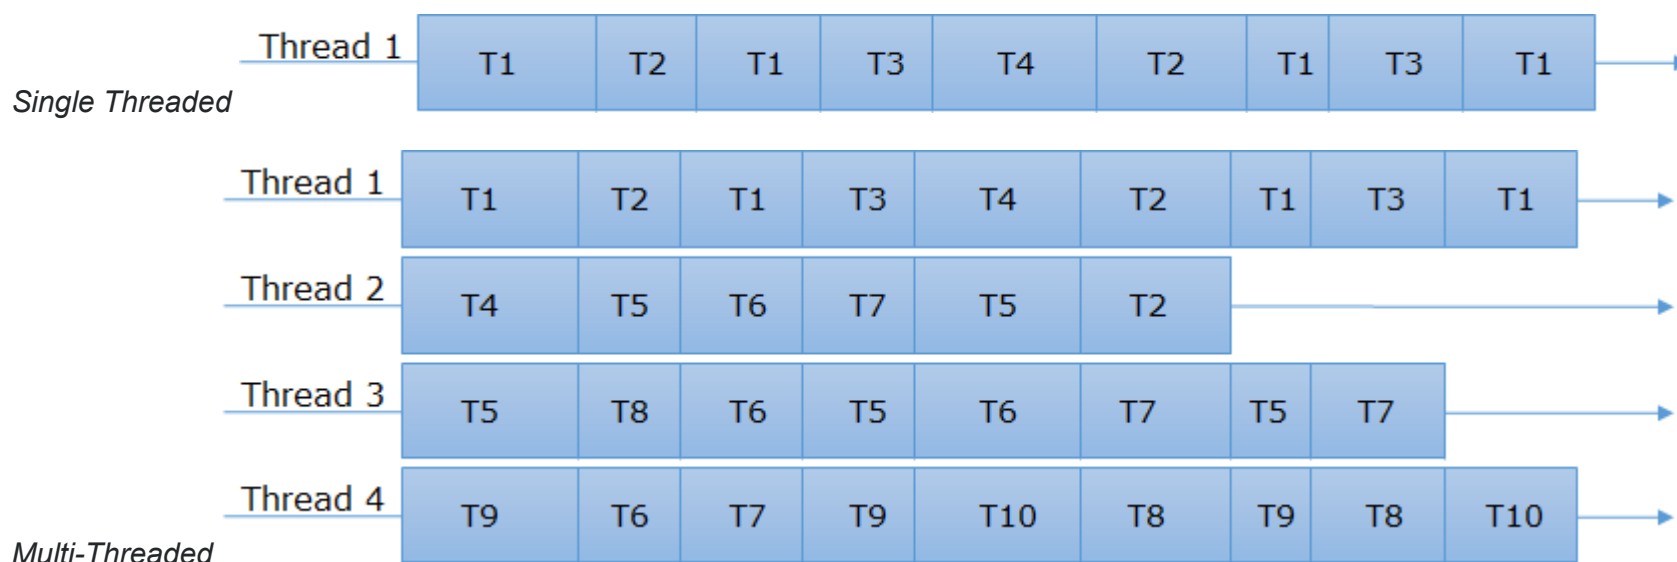 Thread 1 T1 T2 T1 T3 T4 T2 T1 T3 T1
Single Threaded
Thread 1 T1 T2 T1 T3 T4 T2 T1 T3 T1
Thread 2 T4 T5 T6 T7 T5 T2
Thread 3 T5 T8 T6 T5 T6 T7 T5 T7
Thread 4 T9 T6 T7 T9 T10 T8 T9 T8 T10
Multi-Threaded